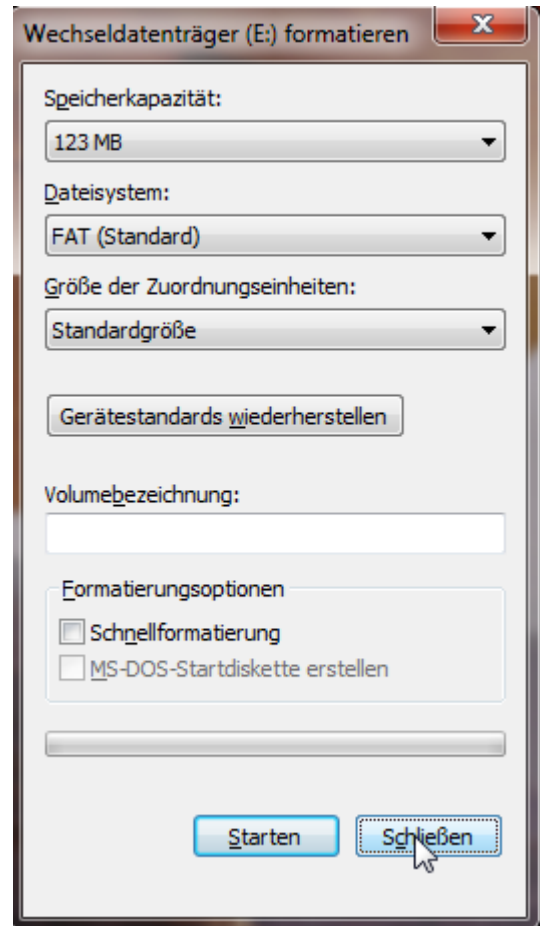 Wechseldatenträger (E:) formatieren
Speicherkapazität:
123 MB
Dateisystem:
FAT (Standard)
Größe der Zuordnungseinheiten:
Standardgröße
Gerätestandards wiederherstellen
Volumebezeichnung:
Formatierungsoptionen
Schnellformatierung
MS-DOS-Startdiskette erstellen
Starten
Schließen